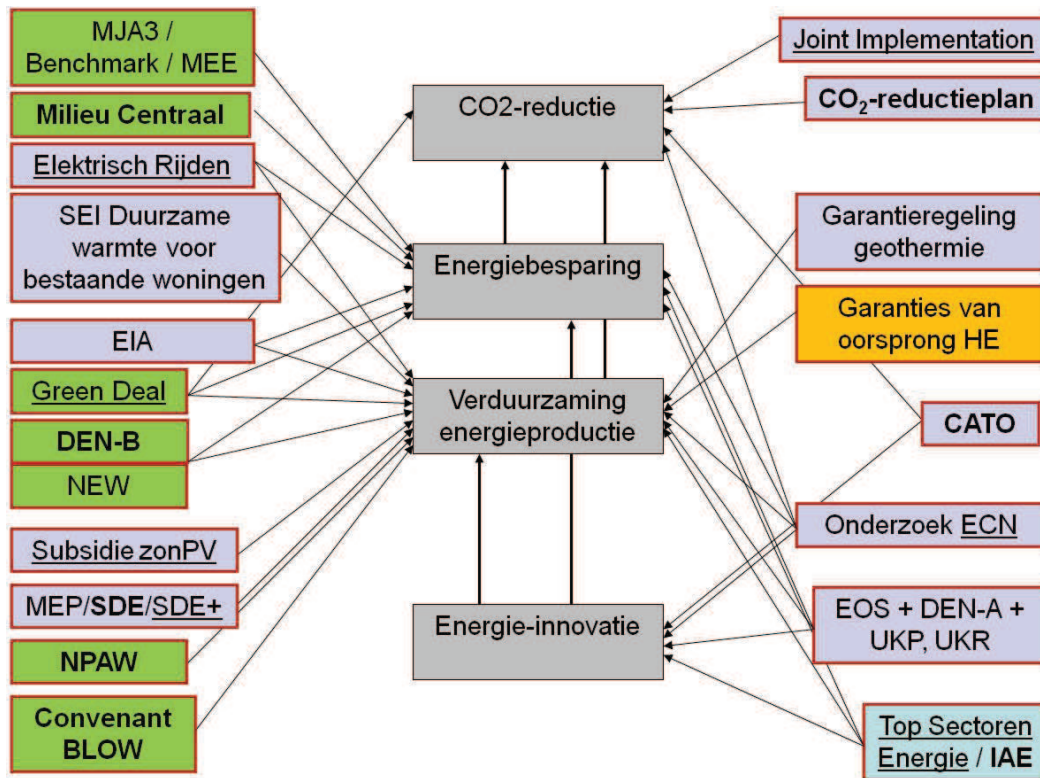 MJA3 /
Benchmark / MEE
Milieu Centraal
Elektrisch Rijden
SEI Duurzame
warmte voor
bestaande woningen
EIA
Green Deal
DEN-B
NEW
Subsidie zonPV
MEP/SDE/SDE+
NPAW
Convenant
BLOW
CO2-reductie
Energiebesparing
Verduurzaming
energieproductie
Energie-innovatie
Joint Implementation
CO₂-reductieplan
Garantieregeling
geothermie
Garanties van
oorsprong HE
CATO
Onderzoek ECN
EOS + DEN-A +
UKP, UKR
Top Sectoren
Energie / IAE